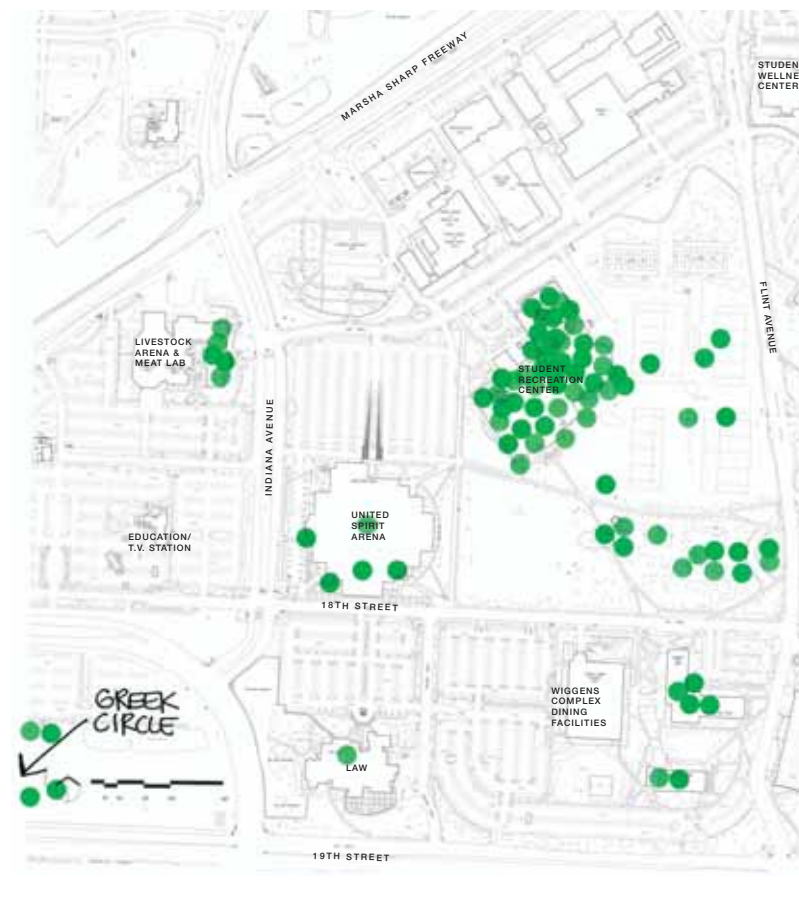 MARSHA SHARP FREEWAY
STUDEN
WELLNE
CENTER
FLINT AVENUE
LIVESTOCK
ARENA &
MEAT LAB
STUDENT
RECREATION
CENTER
INDIANA AVENUE
UNITED
SPIRIT
ARENA
EDUCATION/
T.V. STATION
18TH STREET
GREEK
CIRCLE
WIGGENS
COMPLEX
DINING
FACILITIES
LAW
19TH STREET